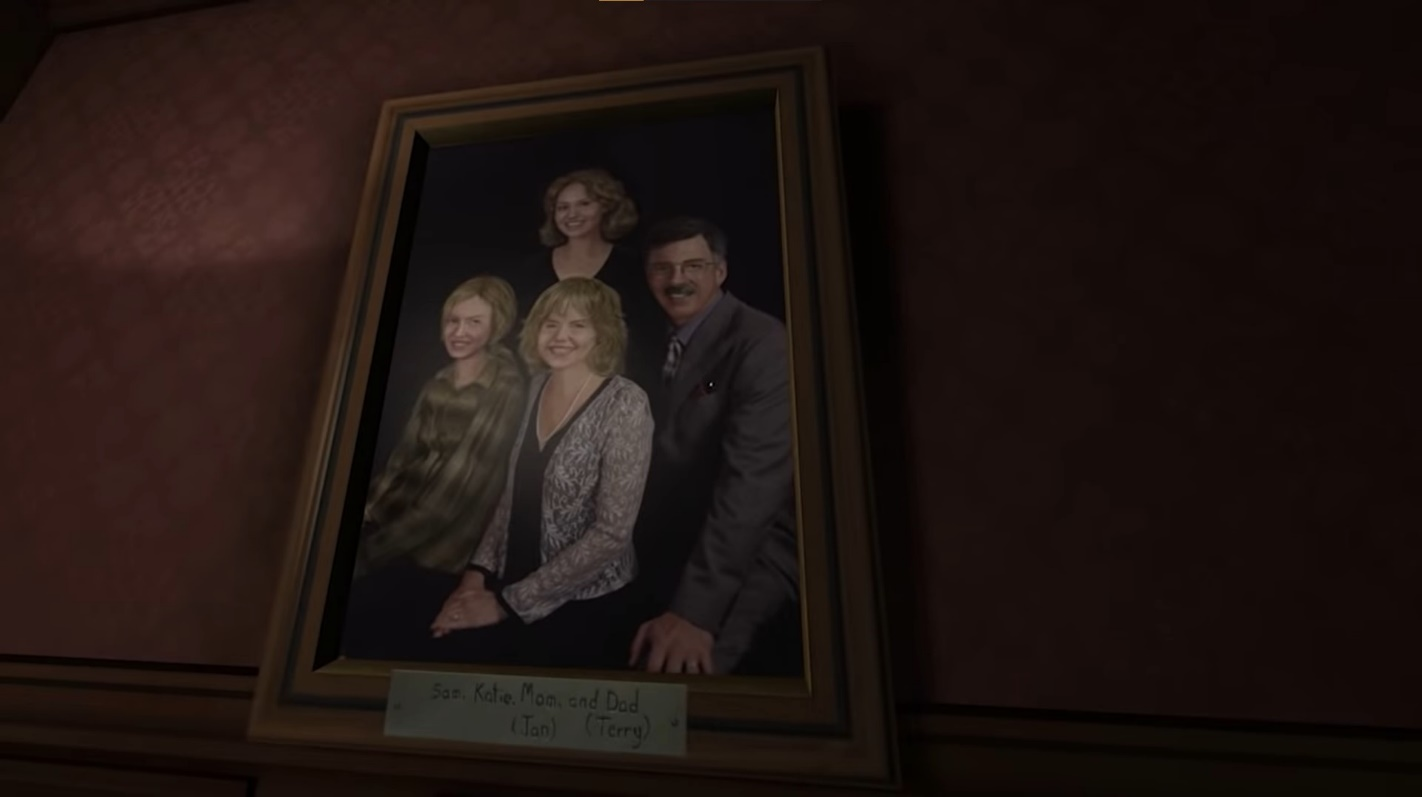 Sam, Katie, Mom, and Dad
(Jan) (Terry)